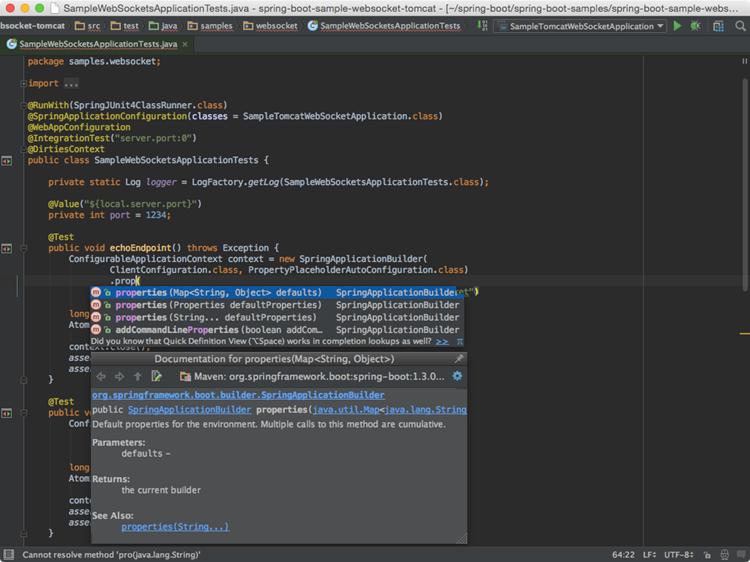 SampleWebSocketsApplicationTests.java - spring-boot-sample-websocket-tomcat - [~/spring-boot/spring-boot-samples/spring-boot-sample-webs...
bsocket-tomcat src test java samples websocket SampleWebSocketsApplicationTests SampleTomcatWebSocketApplication
SampleWebSocketsApplicationTests.java ×
package samples.websocket;
import ...
@RunWith(SpringJUnit4ClassRunner.class)
@SpringApplicationConfiguration(classes = SampleTomcatWebSocketApplication.class)
@WebAppConfiguration
@IntegrationTest("server.port:0")
@DirtiesContext
public class SampleWebSocketsApplicationTests {
private static Log logger = LogFactory.getLog(SampleWebSocketsApplicationTests.class);
@Value("${local.server.port}")
private int port = 1234;
@Test
public void echoEndpoint() throws Exception {
ConfigurableApplicationContext context = new SpringApplicationBuilder(
ClientConfiguration.class, PropertyPlaceholderAutoConfiguration.class)
.prop(
properties(Map<String, Object> defaults) SpringApplicationBuilder et")
properties(Properties defaultProperties) SpringApplicationBuilder
properties(String... defaultProperties) SpringApplicationBuilder
long
addCommandLineProperties(boolean addCom... SpringApplicationBuilder
Atom
Did you know that Quick Definition View (⌥Space) works in completion lookups as well? >> π
context.close();
asse
Documentation for properties(Map<String, Object>)
asse
Maven: org.springframework.boot:spring-boot:1.3.0...
}
org.springframework.boot.builder.SpringApplicationBuilder
@Test
public SpringApplicationBuilder properties(java.util.Map<java.lang.String
public vo
Default properties for the environment. Multiple calls to this method are cumulative.
Conf
Parameters:
defaults –
long
Atom
Returns:
the current builder
cont
asse
See Also:
asse
properties(String...)
}
Cannot resolve method 'pro(java.lang.String)' 64:22 LF÷ UTF-8÷